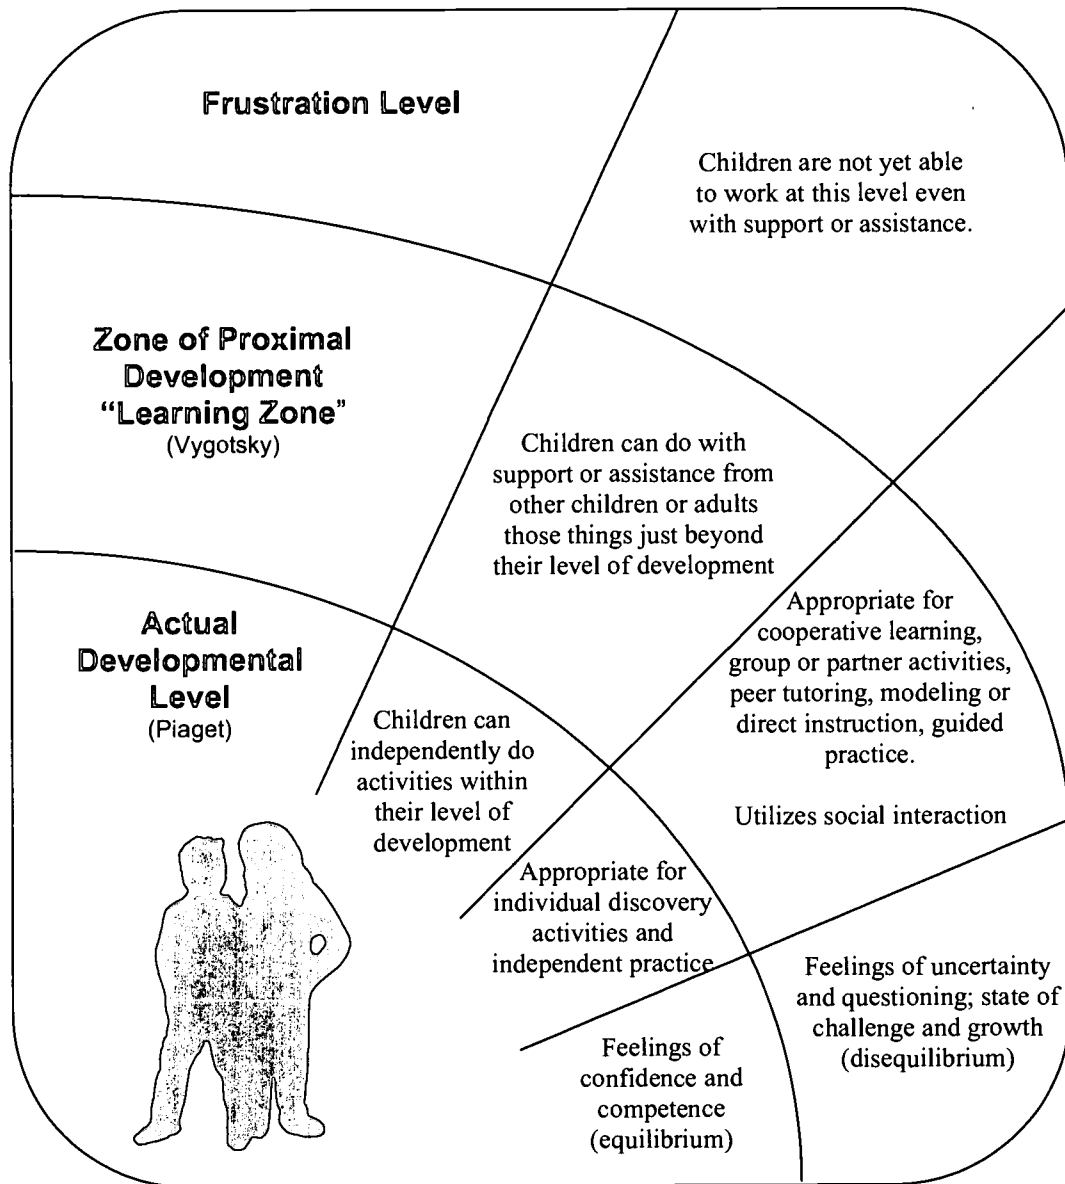 Frustration Level
Children are not yet able
to work at this level even
with support or assistance.
Zone of Proximal
Development
“Learning Zone”
(Vygotsky)
Children can do with
support or assistance from
other children or adults
those things just beyond
their level of development
Appropriate for
cooperative learning,
group or partner activities,
peer tutoring, modeling or
direct instruction, guided
practice.
Utilizes social interaction
Feelings of uncertainty
and questioning; state of
challenge and growth
(disequilibrium)
Actual
Developmental
Level
(Piaget)
Children can
independently do
activities within
their level of
development
Appropriate for
individual discovery
activities and
independent practice
Feelings of
confidence and
competence
(equilibrium)